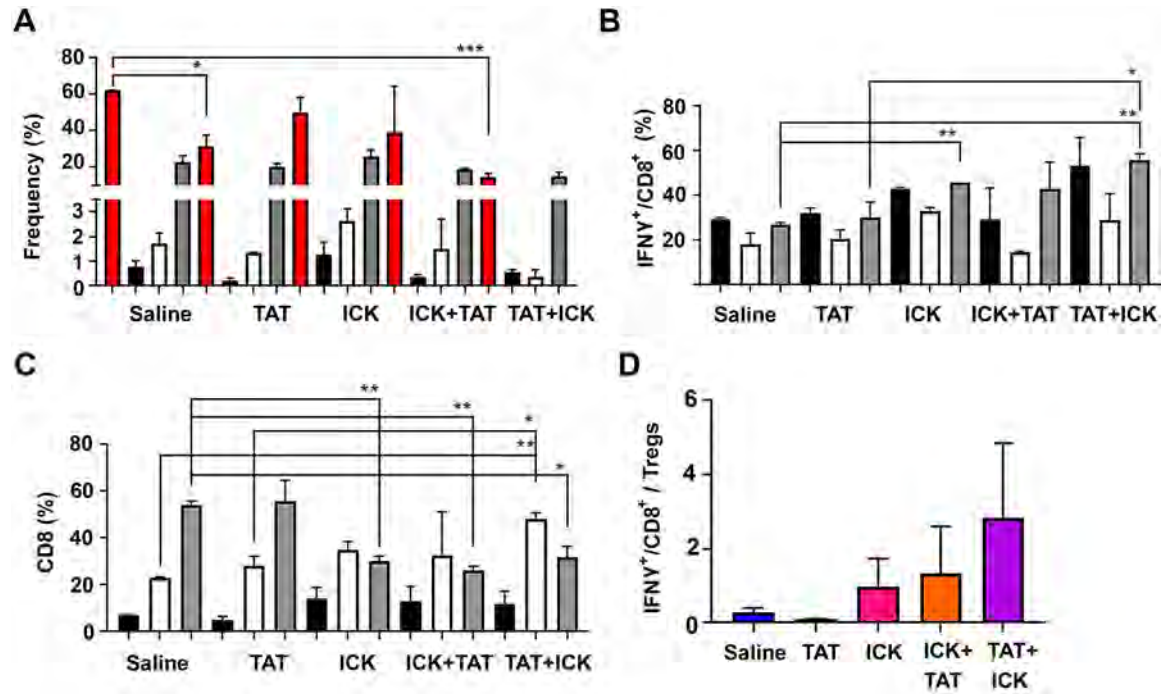 A
Frequency (%)
80
60
40
20
3
2
1
0
*
***
Saline TAT ICK ICK+TAT TAT+ICK
B
IFNY⁺/CD8⁺ (%)
80
60
40
20
*
**
**
Saline TAT ICK ICK+TAT TAT+ICK
C
CD8 (%)
80
60
40
20
0
**
**
*
**
*
Saline TAT ICK ICK+TAT TAT+ICK
D
IFNY⁺/CD8⁺ / Tregs
6
4
2
0
Saline TAT ICK ICK+ TAT+
TAT ICK